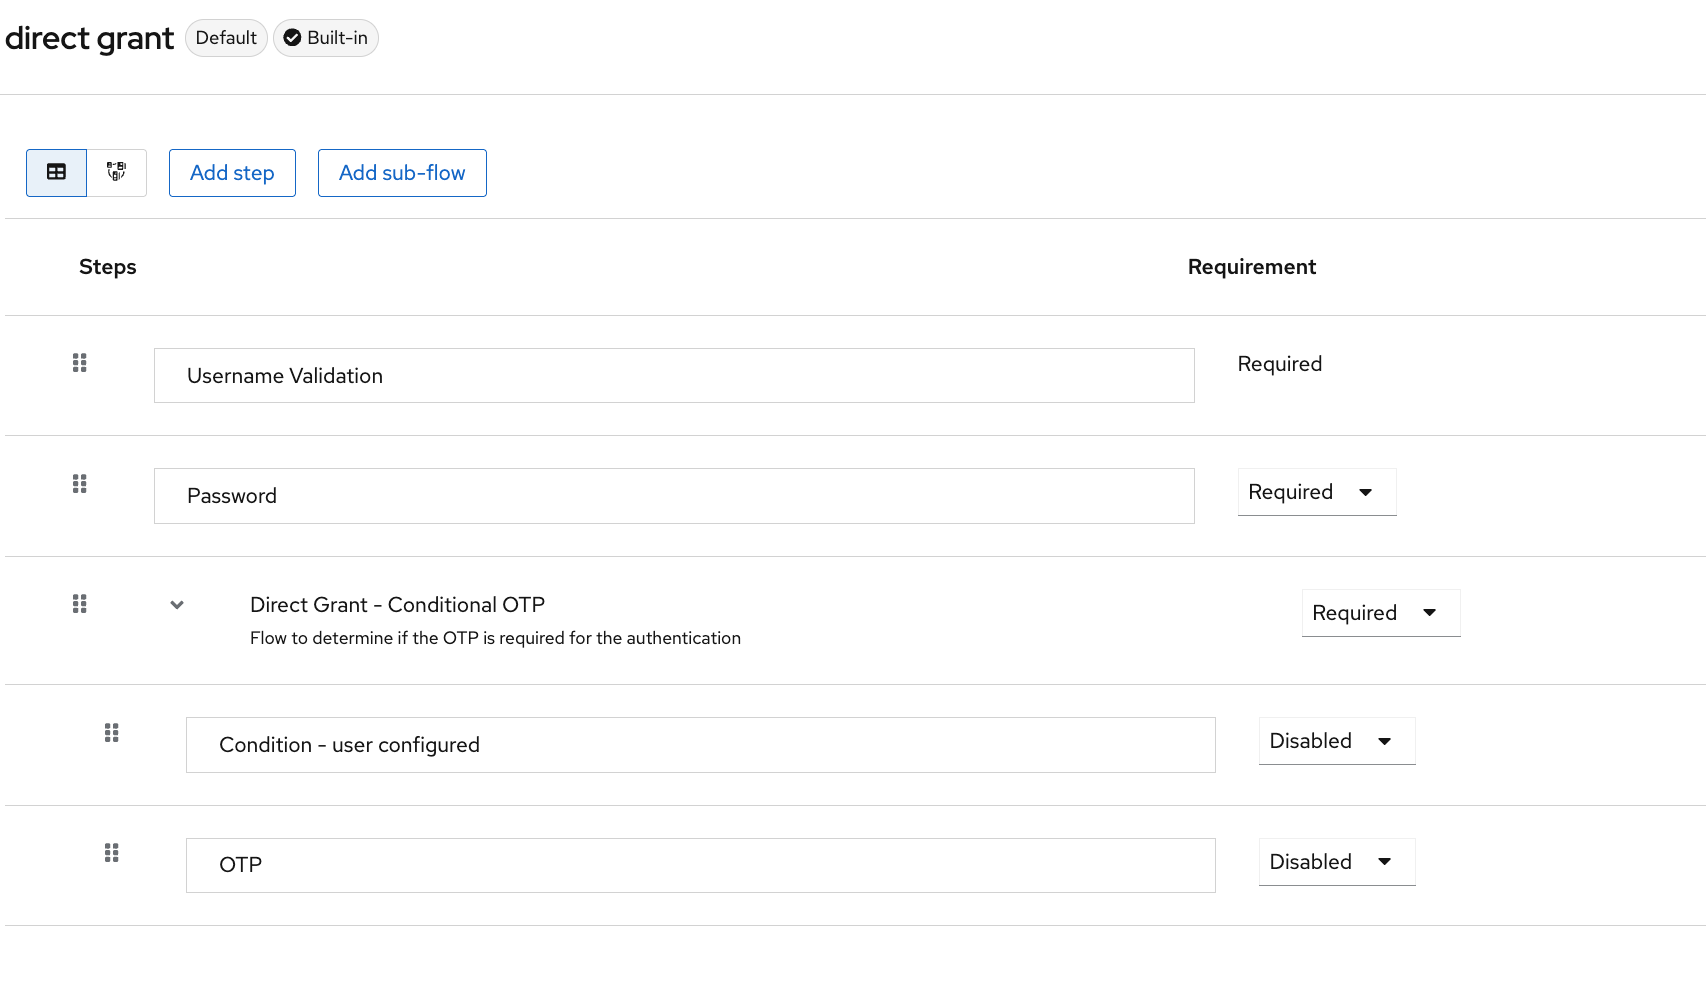 direct grant Default Built-in
Add step Add sub-flow
Steps Requirement
Username Validation Required
Password Required
Direct Grant - Conditional OTP Required
Flow to determine if the OTP is required for the authentication
Condition - user configured Disabled
OTP Disabled